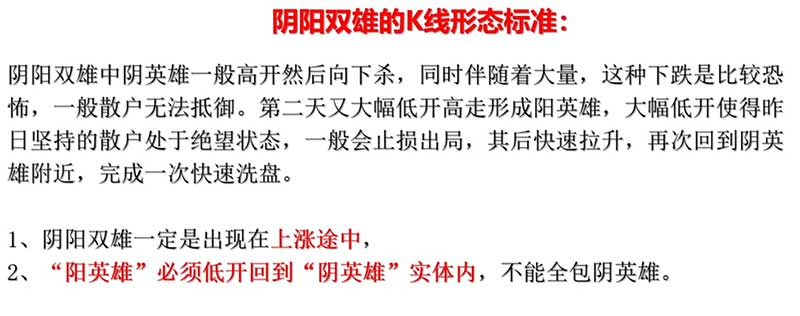 阴阳双雄的K线形态标准：
阴阳双雄中阴英雄一般高开然后向下杀，同时伴随着大量，这种下跌是比较恐
怖，一般散户无法抵御。第二天又大幅低开高走形成阳英雄，大幅低开使得昨
日坚持的散户处于绝望状态，一般会止损出局，其后快速拉升，再次回到阴英
雄附近，完成一次快速洗盘。
1、阴阳双雄一定是出现在上涨途中，
2、“阳英雄”必须低开回到“阴英雄”实体内，不能全包阴英雄。